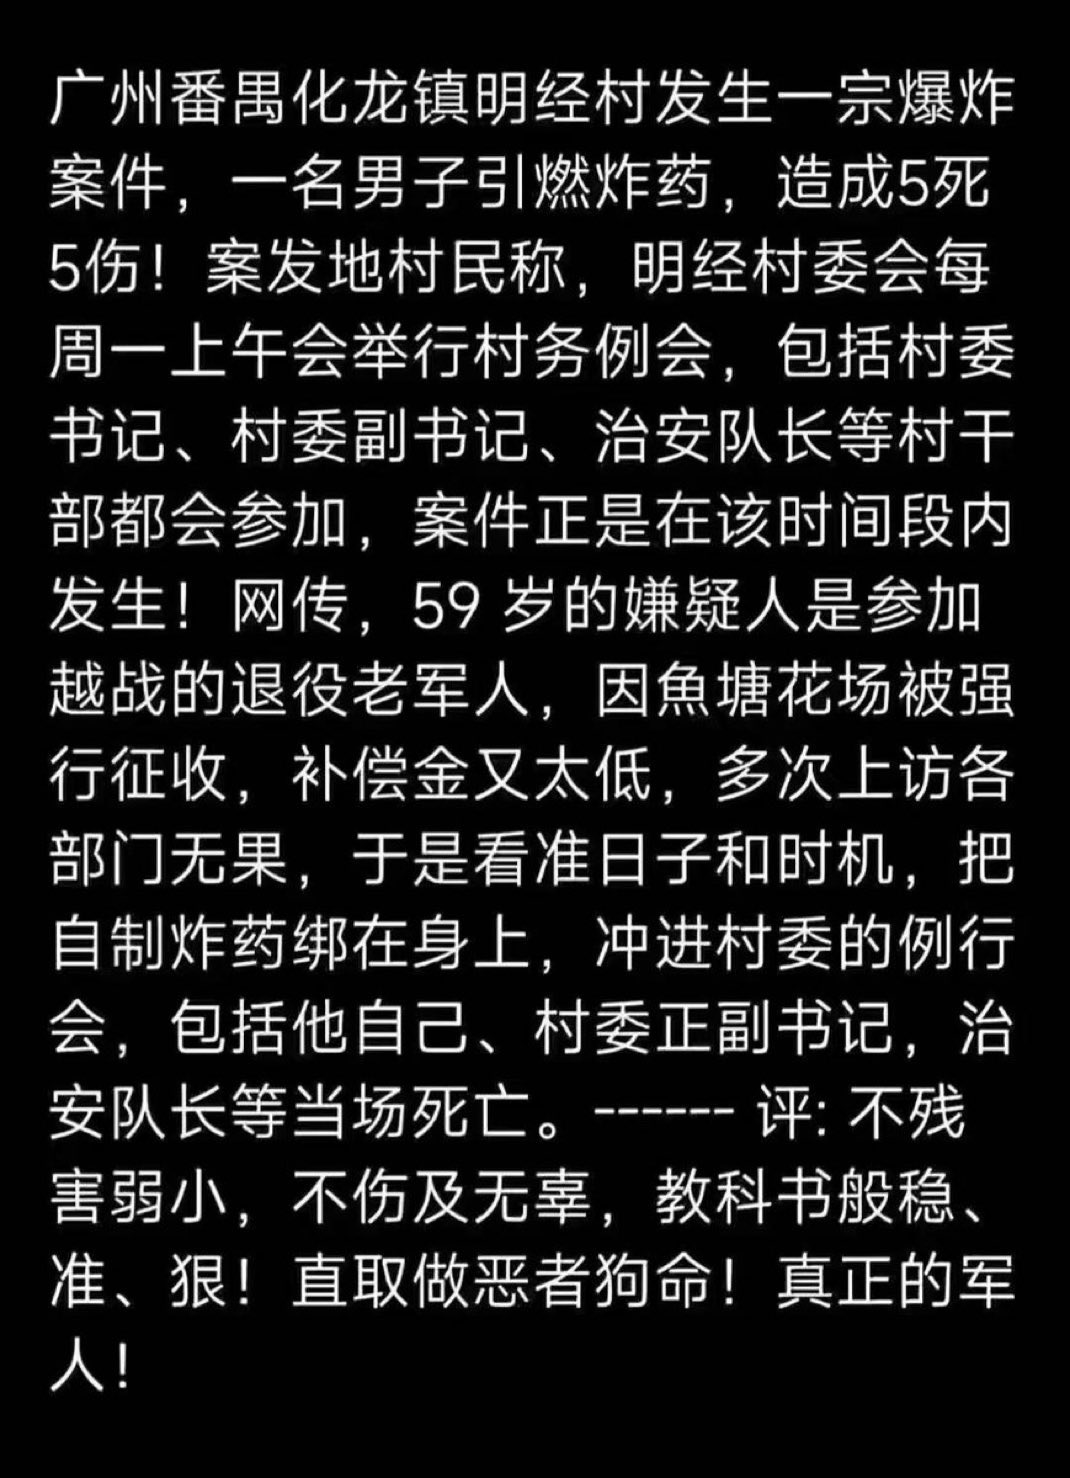 广州番禺化龙镇明经村发生一宗爆炸
案件，一名男子引燃炸药，造成5死
5伤！案发地村民称，明经村委会每
周一上午会举行村务例会，包括村委
书记、村委副书记、治安队长等村干
部都会参加，案件正是在该时间段内
发生！网传，59 岁的嫌疑人是参加
越战的退役老军人，因魚塘花场被强
行征收，补偿金又太低，多次上访各
部门无果，于是看准日子和时机，把
自制炸药绑在身上，冲进村委的例行
会，包括他自己、村委正副书记，治
安队长等当场死亡。------ 评: 不残
害弱小，不伤及无辜，教科书般稳、
准、狠！直取做恶者狗命！真正的军
人！